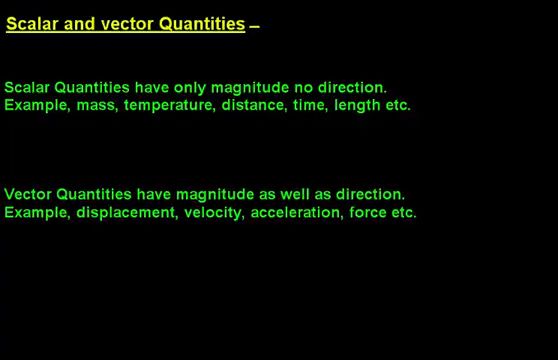 Scalar and vector Quantities –
Scalar Quantities have only magnitude no direction.
Example, mass, temperature, distance, time, length etc.
Vector Quantities have magnitude as well as direction.
Example, displacement, velocity, acceleration, force etc.